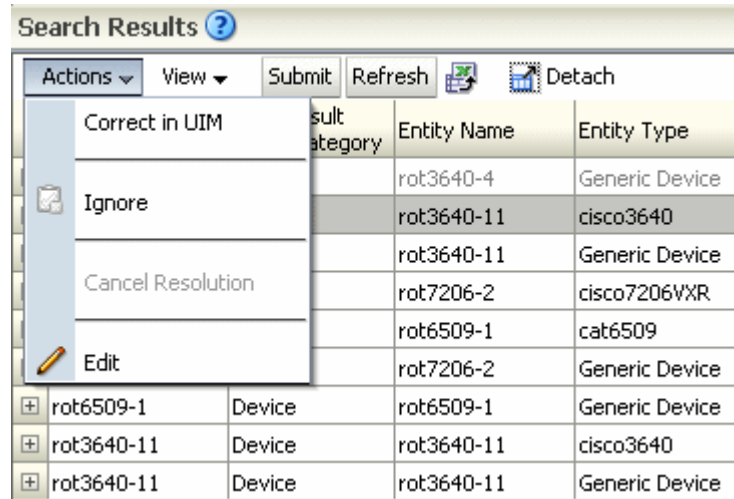 Search Results
Actions View Submit Refresh Detach
Correct in UIM
Ignore
Cancel Resolution
Edit
sult
ategory Entity Name Entity Type
rot3640-4 Generic Device
rot3640-11 cisco3640
rot3640-11 Generic Device
rot7206-2 cisco7206VXR
rot6509-1 cat6509
rot7206-2 Generic Device
rot6509-1 Device rot6509-1 Generic Device
rot3640-11 Device rot3640-11 cisco3640
rot3640-11 Device rot3640-11 Generic Device